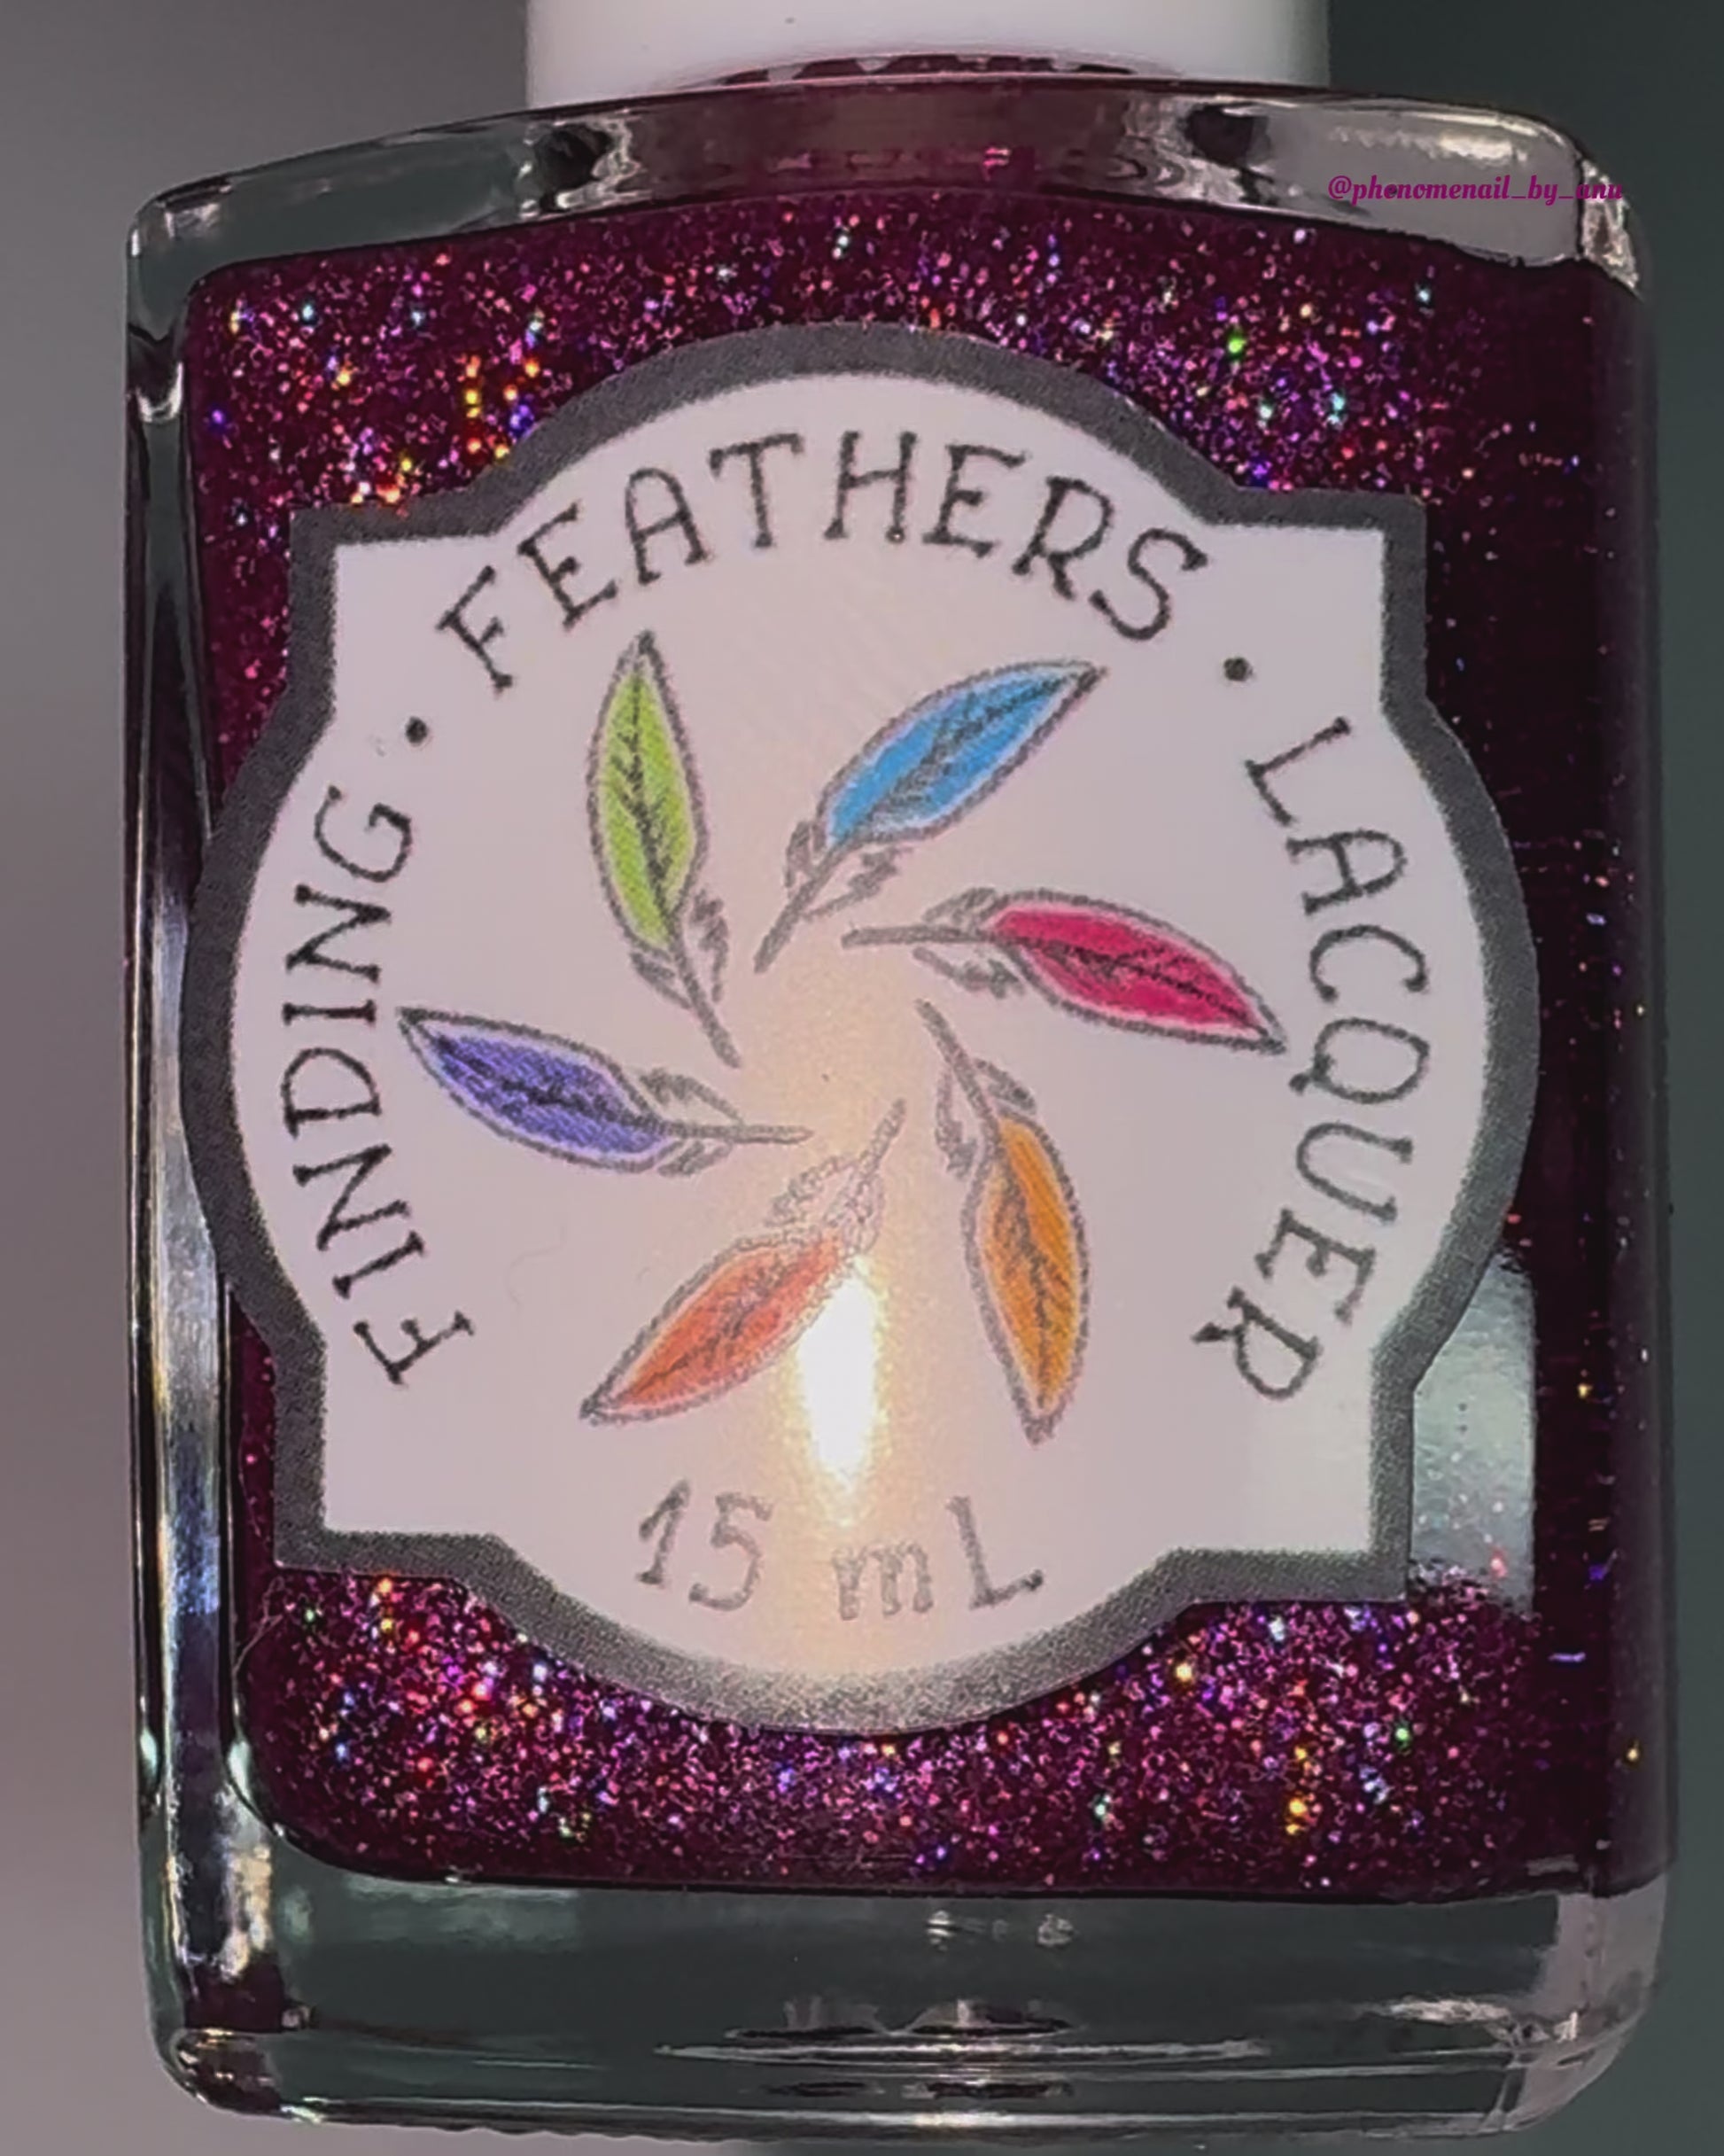 @phenomenail_by_anu
FINDING • FEATHERS • LACQUER
15 mL